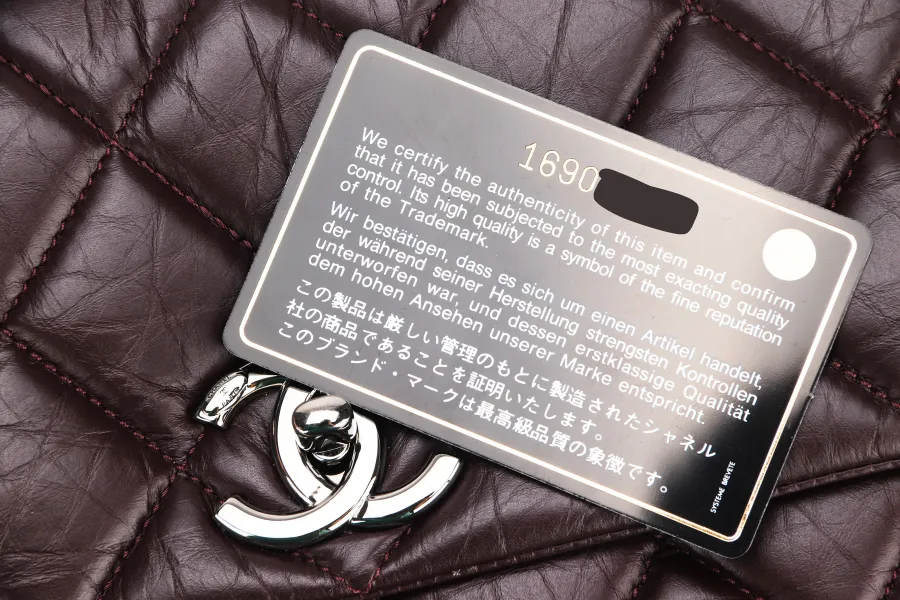 1690
We certify the authenticity of this item and confirm
that it has been subjected to the most exacting quality
control. Its high quality is a symbol of the fine reputation
of the Trademark.
Wir bestätigen, dass es sich um einen Artikel handelt,
der während seiner Herstellung strengsten Kontrollen
unterworfen war, und dessen erstklassige Qualität
dem hohen Ansehen unserer Marke entspricht.
この製品は厳しい管理のもとに製造されたシャネル
社の商品であることを証明いたします。
このブランド・マークは最高級品質の象徴です。
SYSTEME BREVETE